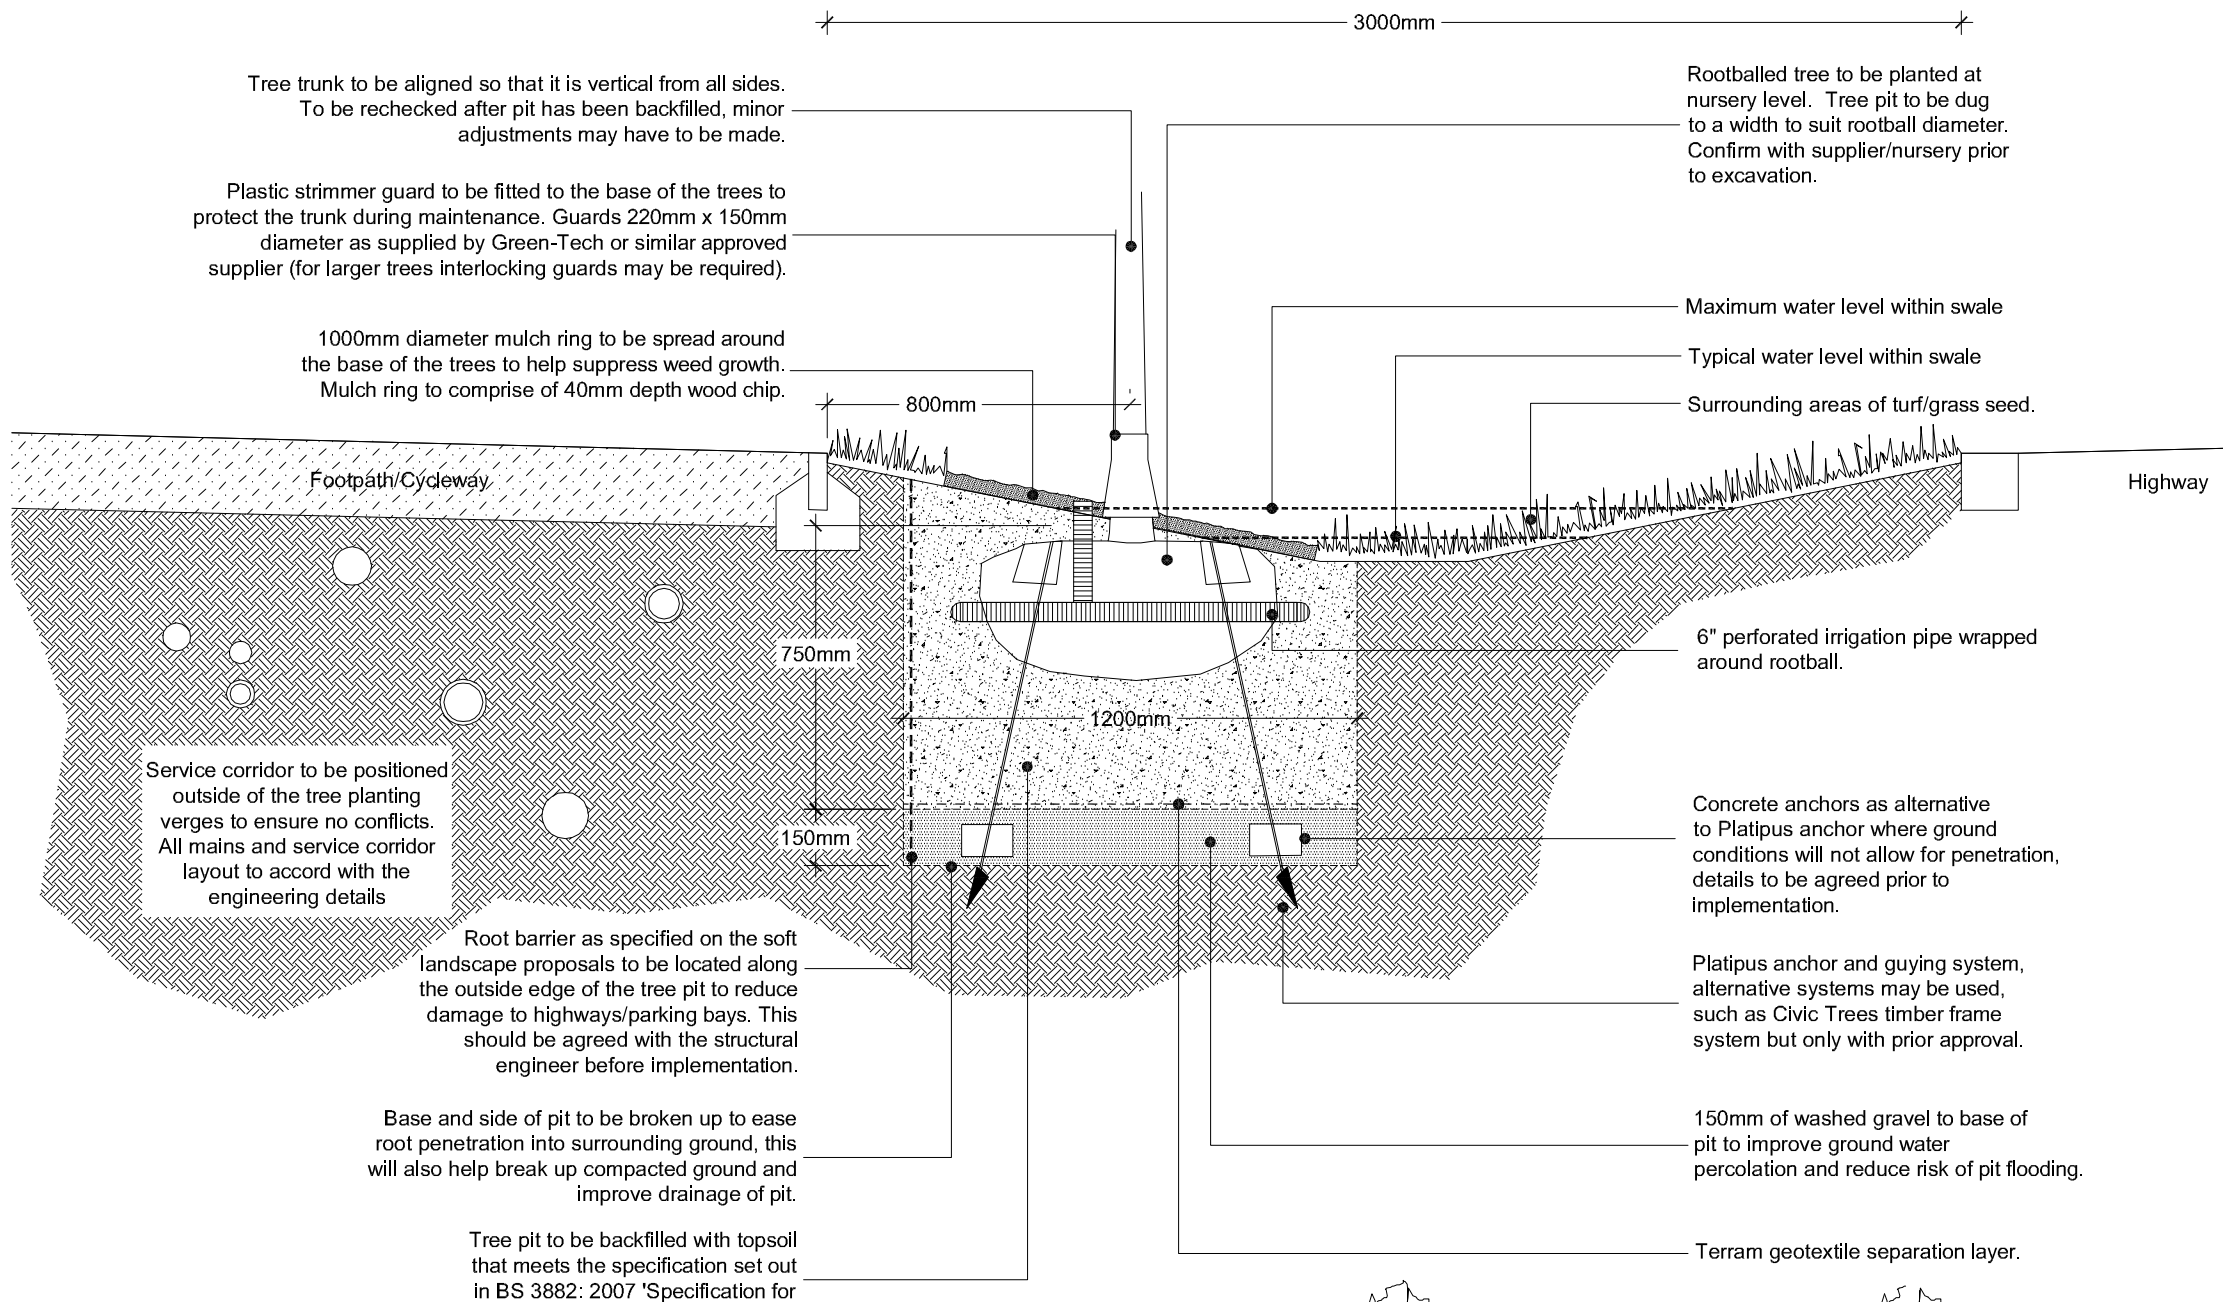 3000mm
Tree trunk to be aligned so that it is vertical from all sides.
To be rechecked after pit has been backfilled, minor
adjustments may have to be made.
Rootballed tree to be planted at
nursery level. Tree pit to be dug
to a width to suit rootball diameter.
Confirm with supplier/nursery prior
to excavation.
Plastic strimmer guard to be fitted to the base of the trees to
protect the trunk during maintenance. Guards 220mm x 150mm
diameter as supplied by Green-Tech or similar approved
supplier (for larger trees interlocking guards may be required).
Maximum water level within swale
Typical water level within swale
1000mm diameter mulch ring to be spread around
the base of the trees to help suppress weed growth.
Mulch ring to comprise of 40mm depth wood chip.
800mm
Surrounding areas of turf/grass seed.
Footpath/Cycleway
Highway
6" perforated irrigation pipe wrapped
around rootball.
750mm
1200mm
Service corridor to be positioned
outside of the tree planting
verges to ensure no conflicts.
All mains and service corridor
layout to accord with the
engineering details
150mm
Concrete anchors as alternative
to Platipus anchor where ground
conditions will not allow for penetration,
details to be agreed prior to
implementation.
Root barrier as specified on the soft
landscape proposals to be located along
the outside edge of the tree pit to reduce
damage to highways/parking bays. This
should be agreed with the structural
engineer before implementation.
Platipus anchor and guying system,
alternative systems may be used,
such as Civic Trees timber frame
system but only with prior approval.
Base and side of pit to be broken up to ease
root penetration into surrounding ground, this
will also help break up compacted ground and
improve drainage of pit.
150mm of washed gravel to base of
pit to improve ground water
percolation and reduce risk of pit flooding.
Tree pit to be backfilled with topsoil
that meets the specification set out
in BS 3882: 2007 'Specification for
Terram geotextile separation layer.